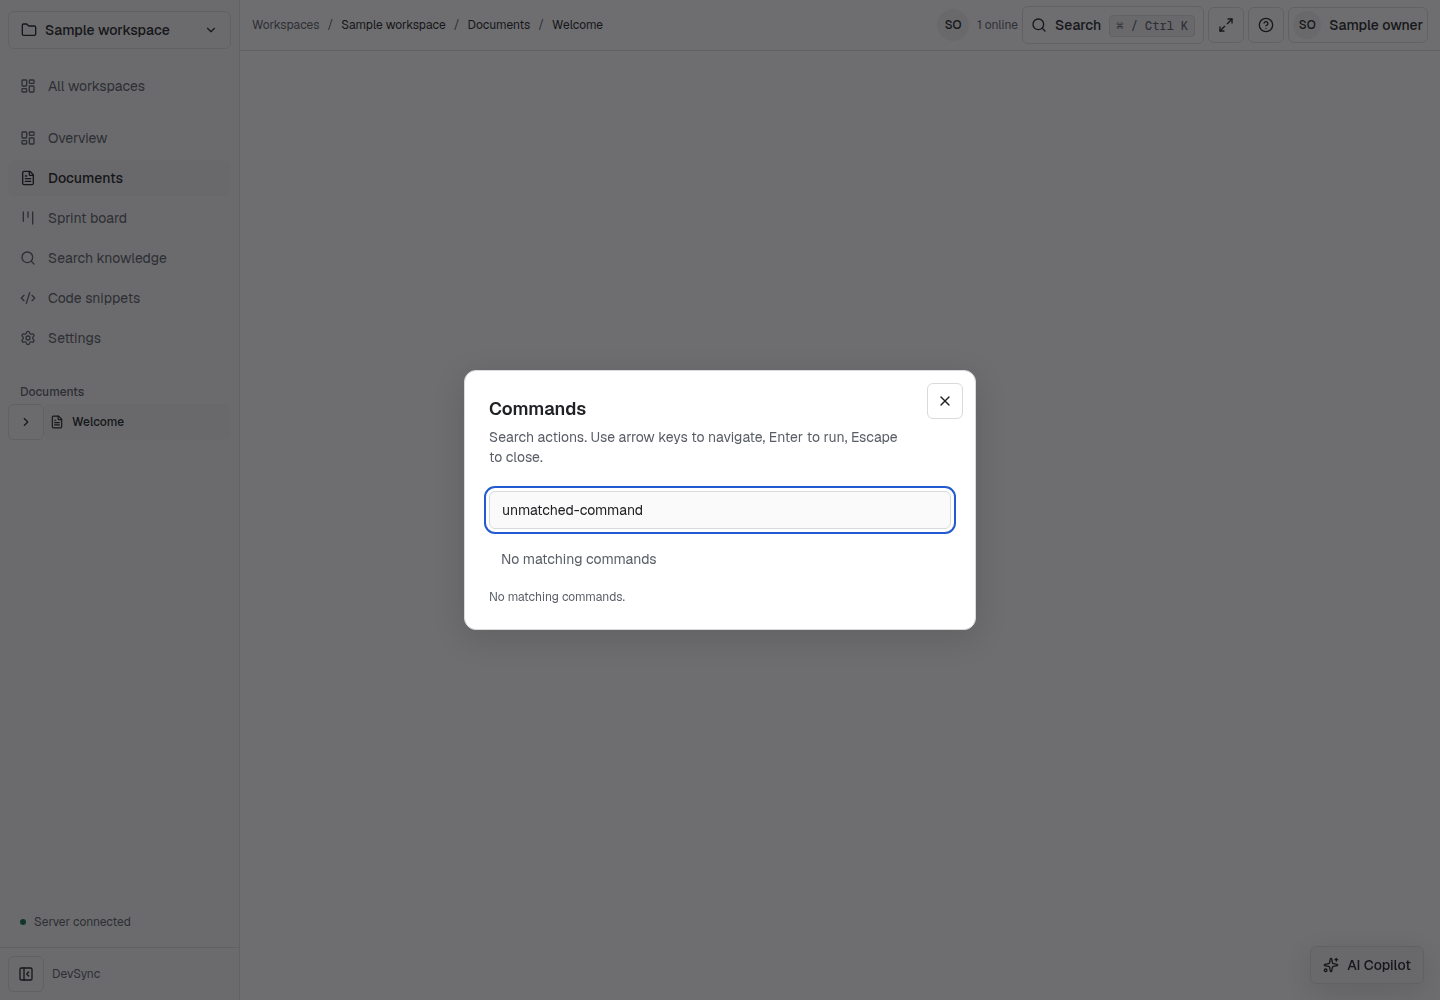 Sample workspace
All workspaces
Overview
Documents
Sprint board
Search knowledge
Code snippets
Settings
Documents
Welcome
Server connected
DevSync
Workspaces / Sample workspace / Documents / Welcome
SO 1 online
Search ⌘ / Ctrl K
SO Sample owner
Commands
Search actions. Use arrow keys to navigate, Enter to run, Escape
to close.
unmatched-command
No matching commands
No matching commands.
AI Copilot